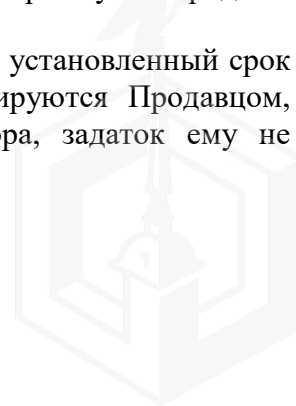 установленный срок
ируются Продавцом,
ра, задаток ему не